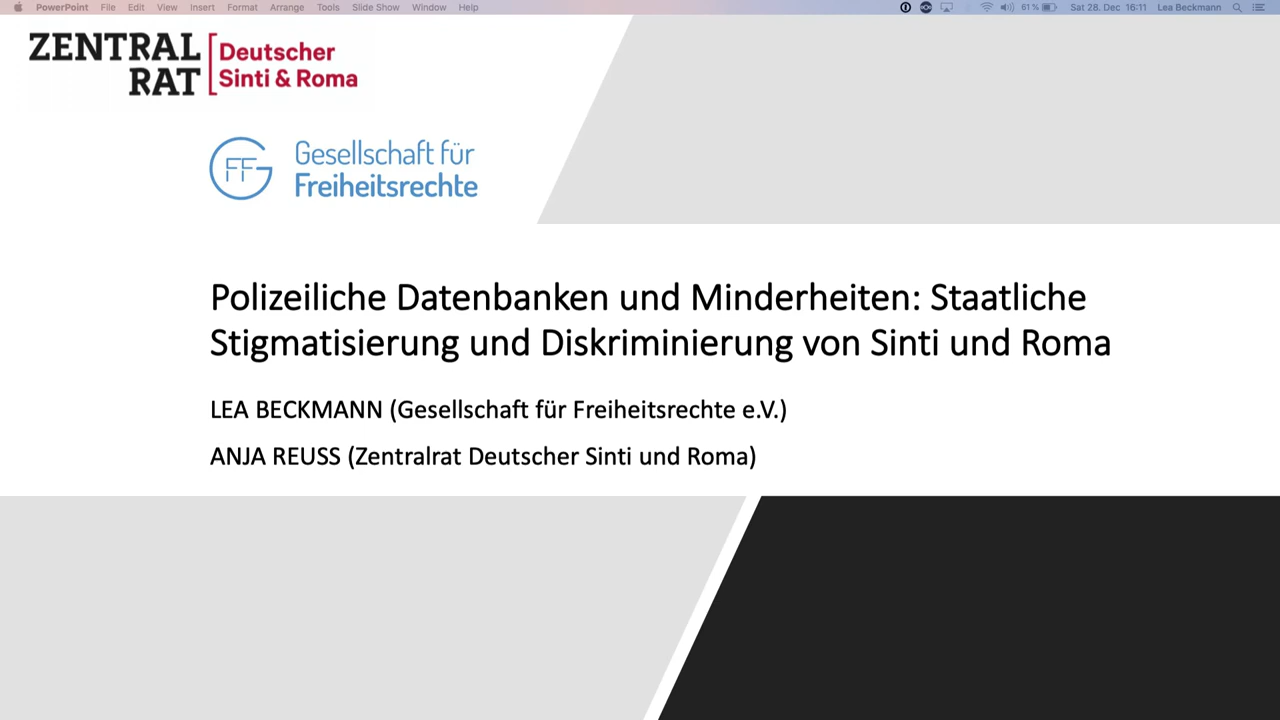 PowerPoint File Edit View Insert Format Arrange Tools Slide Show Window Help 61 % Sat 28. Dec 16:11 Lea Beckmann
ZENTRAL
RAT
Deutscher
Sinti & Roma
GFF
Gesellschaft für
Freiheitsrechte
Polizeiliche Datenbanken und Minderheiten: Staatliche
Stigmatisierung und Diskriminierung von Sinti und Roma
LEA BECKMANN (Gesellschaft für Freiheitsrechte e.V.)
ANJA REUSS (Zentralrat Deutscher Sinti und Roma)